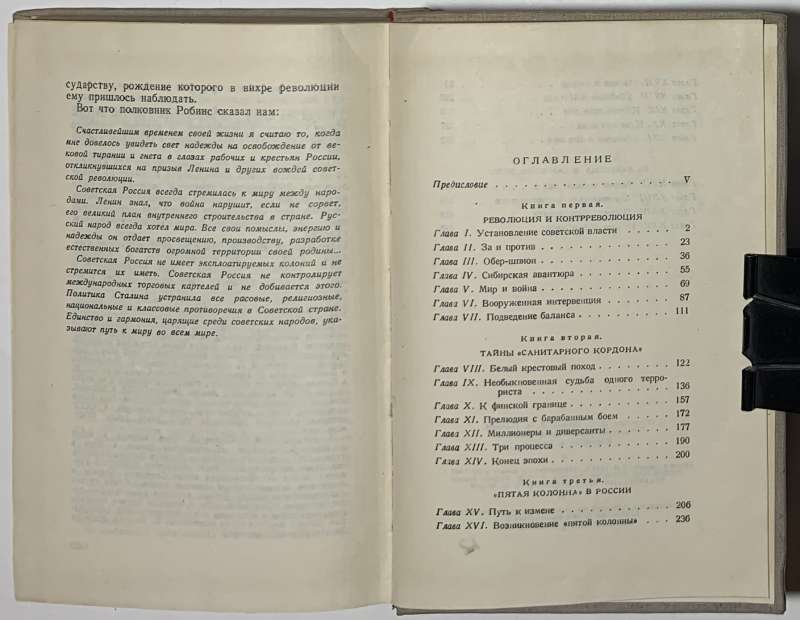 сударству, рождение которого в вихре революции
ему пришлось наблюдать.
Вот что полковник Робинс сказал нам:
Счастливейшим временем своей жизни я считаю то, когда
мне довелось увидеть свет надежды на освобождение от ве-
ковой тирании и гнета в глазах рабочих и крестьян России,
откликнувшихся на призыв Ленина и других вождей совет-
ской революции.
Советская Россия всегда стремилась к миру между наро-
дами. Ленин знал, что война нарушит, если не сорвет,
его великий план внутреннего строительства в стране. Рус-
ский народ всегда хотел мира. Все свои помыслы, энергию и
надежды он отдает просвещению, производству, разработке
естественных богатств огромной территории своей родины...
Советская Россия не имеет эксплоатируемых колоний и не
стремится их иметь. Советская Россия не контролирует
международных торговых картелей и не добивается этого.
Политика Сталина устранила все расовые, религиозные,
национальные и классовые противоречия в Советской стране.
Единство и гармония, царящие среди советских народов, ука-
зывают путь к миру во всем мире.
ОГЛАВЛЕНИЕ
Предисловие . . . . . . . . . . . . . . . . . . V
Книга первая.
РЕВОЛЮЦИЯ И КОНТРРЕВОЛЮЦИЯ
Глава I. Установление советской власти . . . . . 2
Глава II. За и против . . . . . . . . . . . . . 23
Глава III. Обер-шпион . . . . . . . . . . . . . 36
Глава IV. Сибирская авантюра . . . . . . . . . . 55
Глава V. Мир и война . . . . . . . . . . . . . 69
Глава VI. Вооруженная интервенция . . . . . . . 87
Глава VII. Подведение баланса . . . . . . . . . 111
Книга вторая.
ТАЙНЫ «САНИТАРНОГО КОРДОНА»
Глава VIII. Белый крестовый поход . . . . . . . 122
Глава IX. Необыкновенная судьба одного терро-
риста . . . . . . . . . . . . 136
Глава X. К финской границе . . . . . . . . . . 157
Глава XI. Прелюдия с барабанным боем . . . . . 172
Глава XII. Миллионеры и диверсанты . . . . . . 177
Глава XIII. Три процесса . . . . . . . . . . . 190
Глава XIV. Конец эпохи . . . . . . . . . . . . 200
Книга третья.
«ПЯТАЯ КОЛОННА» В РОССИИ
Глава XV. Путь к измене . . . . . . . . . . . 206
Глава XVI. Возникновение «пятой колонны» . . . 236